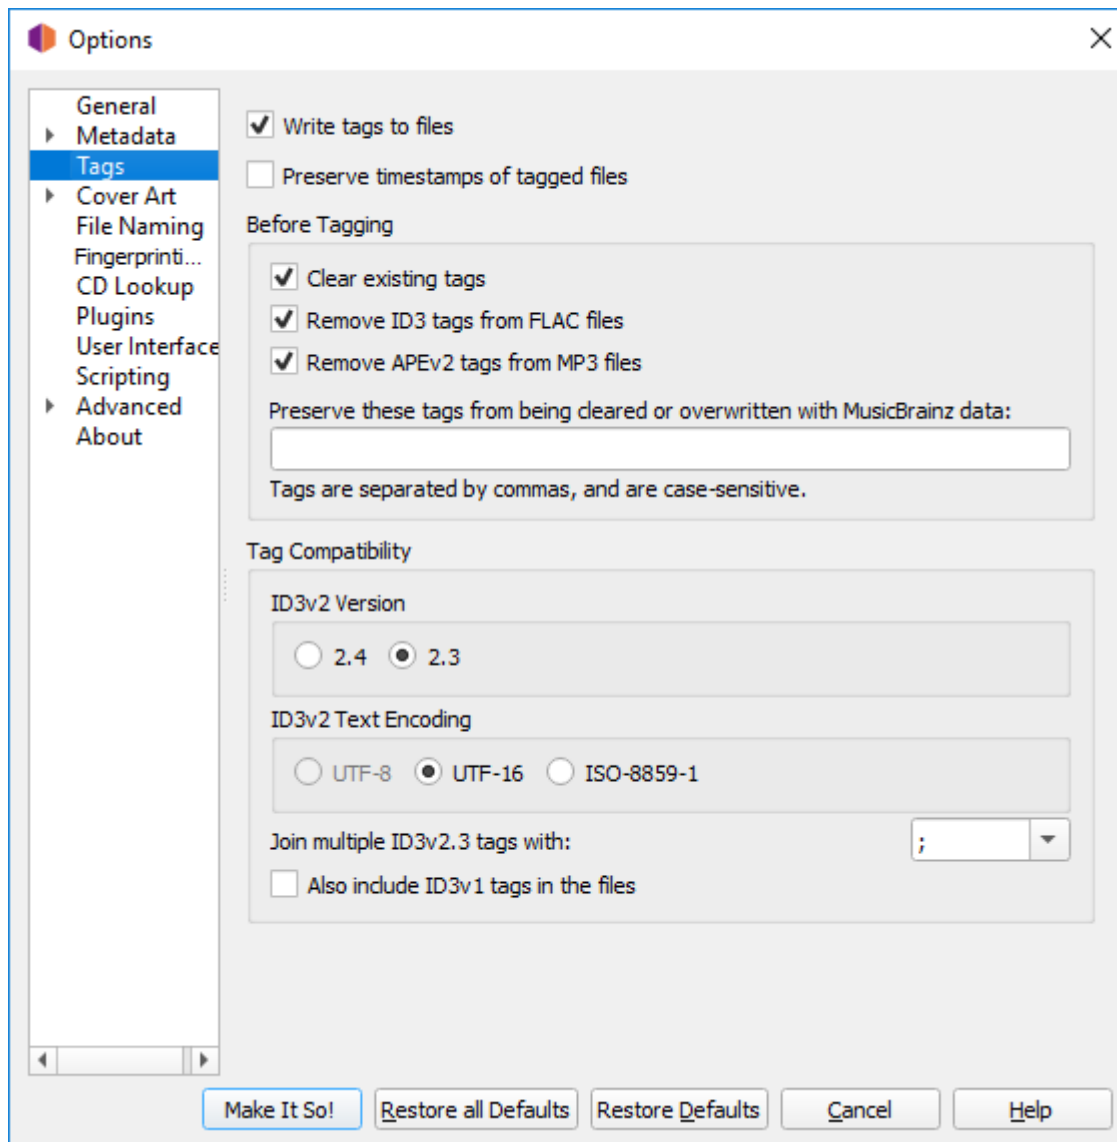 Options
General
Metadata
Tags
Cover Art
File Naming
Fingerprinti...
CD Lookup
Plugins
User Interface
Scripting
Advanced
About
Write tags to files
Preserve timestamps of tagged files
Before Tagging
Clear existing tags
Remove ID3 tags from FLAC files
Remove APEv2 tags from MP3 files
Preserve these tags from being cleared or overwritten with MusicBrainz data:
Tags are separated by commas, and are case-sensitive.
Tag Compatibility
ID3v2 Version
2.4 2.3
ID3v2 Text Encoding
UTF-8 UTF-16 ISO-8859-1
Join multiple ID3v2.3 tags with: ;
Also include ID3v1 tags in the files
Make It So! Restore all Defaults Restore Defaults Cancel Help